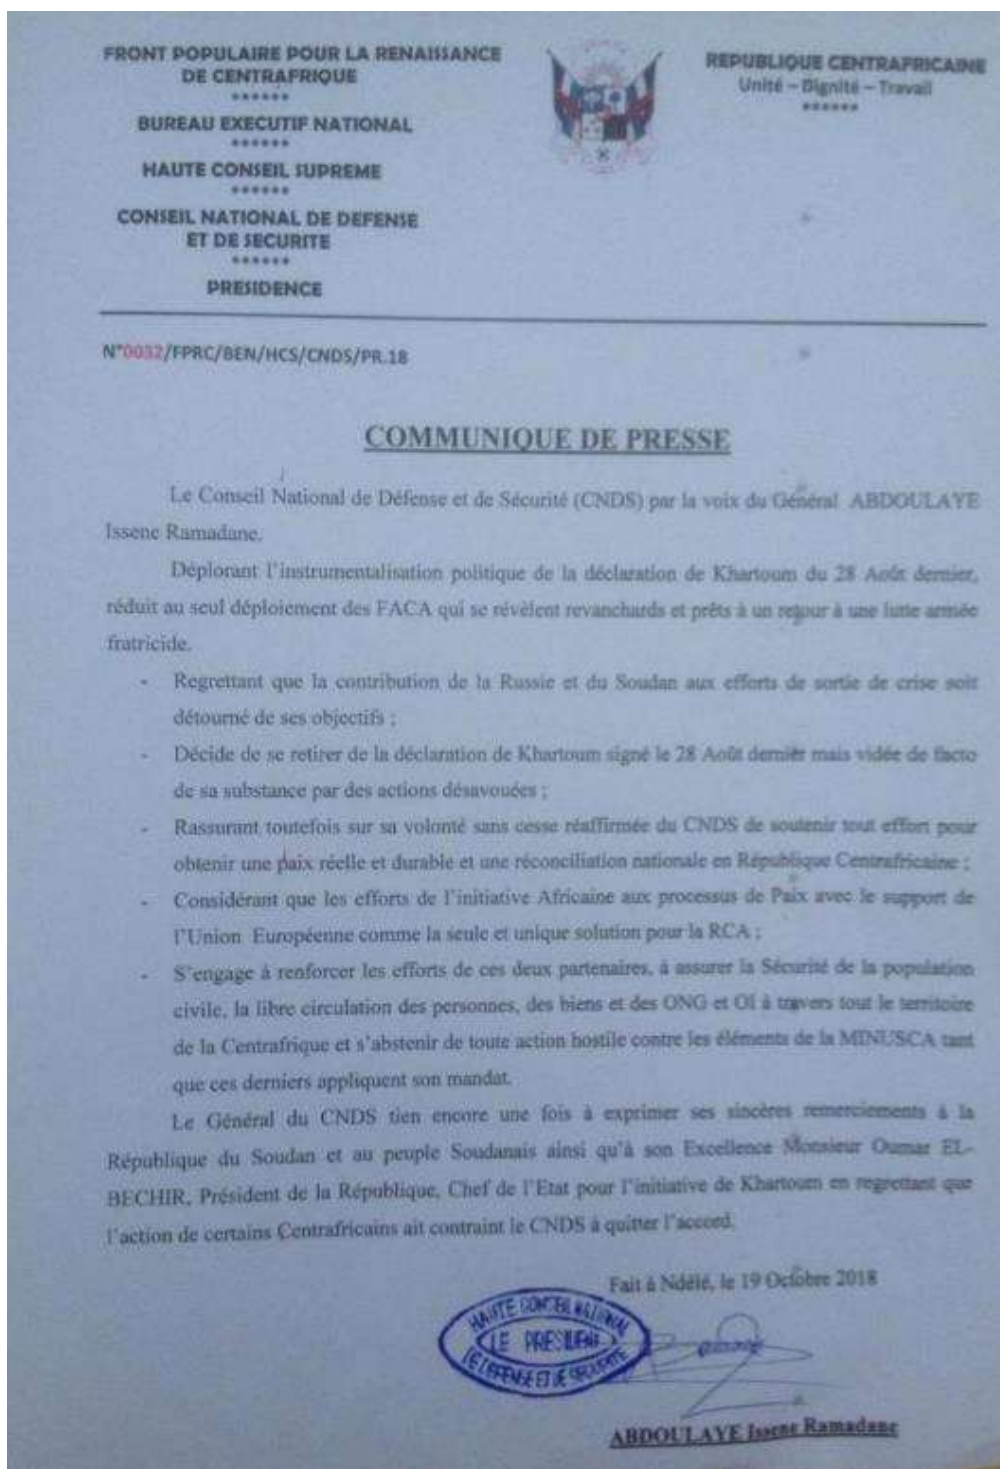 FRONT POPULAIRE POUR LA RENAISSANCE
DE CENTRAFRIQUE
******
BUREAU EXECUTIF NATIONAL
******
HAUTE CONSEIL SUPREME
******
CONSEIL NATIONAL DE DEFENSE
ET DE SECURITE
******
PRESIDENCE
REPUBLIQUE CENTRAFRICAINE
Unité – Dignité – Travail
******
N°0032/FPRC/BEN/HCS/CNDS/PR.18
COMMUNIQUE DE PRESSE
Le Conseil National de Défense et de Sécurité (CNDS) par la voix du Général ABDOULAYE
Issene Ramadane.
Déplorant l'instrumentalisation politique de la déclaration de Khartoum du 28 Août dernier,
réduit au seul déploiement des FACA qui se révèlent revanchards et prêts à un retour à une lutte armée
fratricide.
- Regrettant que la contribution de la Russie et du Soudan aux efforts de sortie de crise soit
détourné de ses objectifs ;
- Décide de se retirer de la déclaration de Khartoum signé le 28 Août dernier mais vidée de facto
de sa substance par des actions désavouées ;
- Rassurant toutefois sur sa volonté sans cesse réaffirmée du CNDS de soutenir tout effort pour
obtenir une paix réelle et durable et une réconciliation nationale en République Centrafricaine ;
- Considérant que les efforts de l'initiative Africaine aux processus de Paix avec le support de
l'Union Européenne comme la seule et unique solution pour la RCA ;
- S'engage à renforcer les efforts de ces deux partenaires, à assurer la Sécurité de la population
civile, la libre circulation des personnes, des biens et des ONG et OI à travers tout le territoire
de la Centrafrique et s'abstenir de toute action hostile contre les éléments de la MINUSCA tant
que ces derniers appliquent son mandat.
Le Général du CNDS tien encore une fois à exprimer ses sincères remerciements à la
République du Soudan et au peuple Soudanais ainsi qu'à son Excellence Monsieur Oumar EL-
BECHIR, Président de la République, Chef de l'Etat pour l'initiative de Khartoum en regrettant que
l'action de certains Centrafricains ait contraint le CNDS à quitter l'accord.
Fait à Ndélé, le 19 Octobre 2018
HAUTE CONSEIL NATIONAL
LE PRESIDENT
DE DEFENSE ET DE SECURITE
ABDOULAYE Issene Ramadane